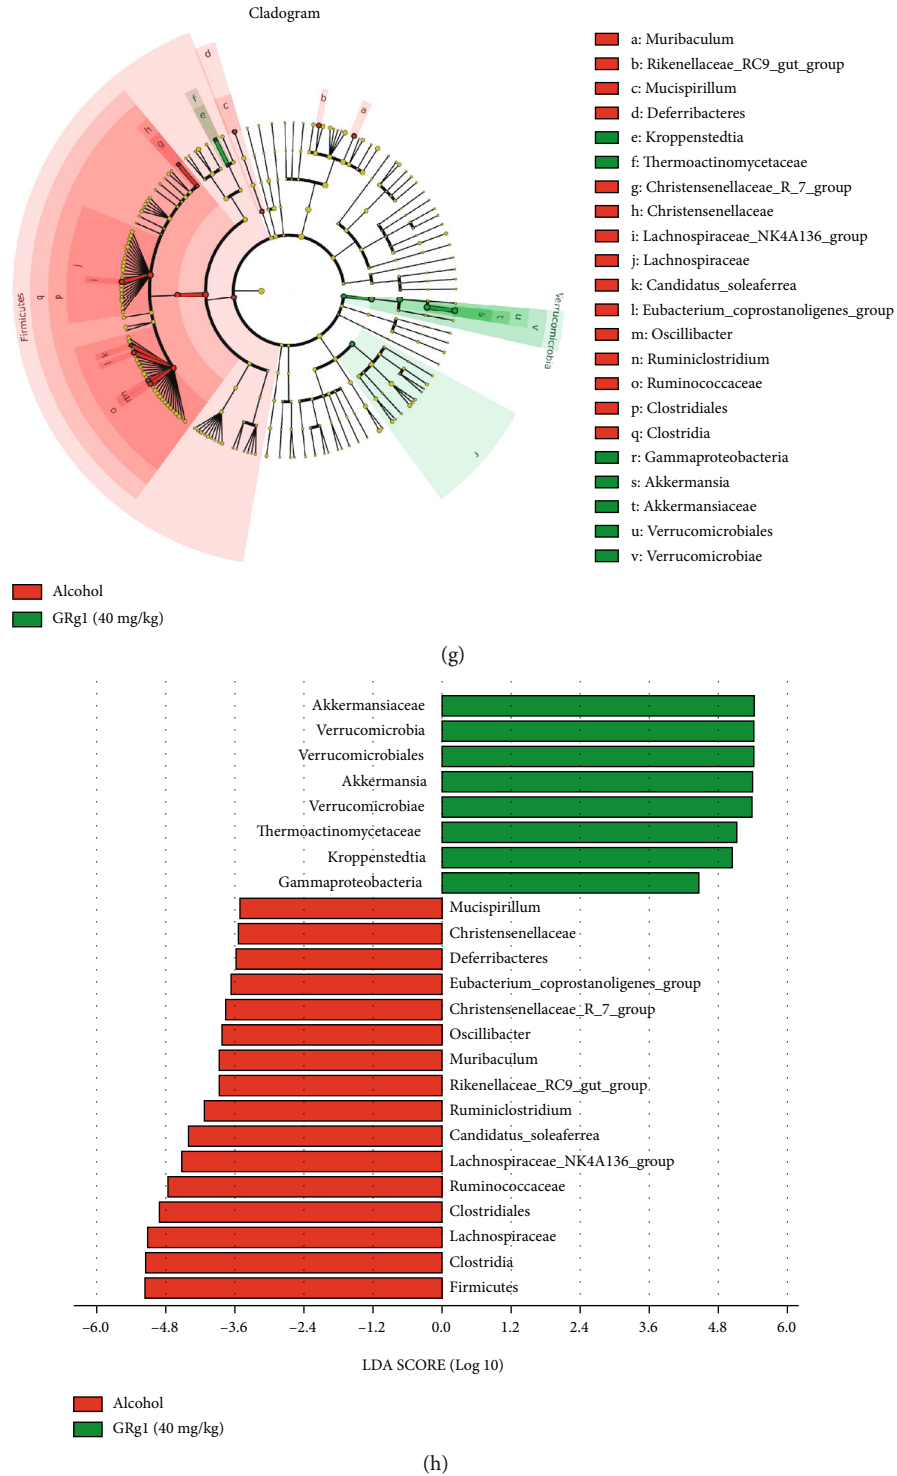 Cladogram
d
f
b
a
c
e
h
g
j
i
Firmicutes
q
p
k
l
m
o
s
t
u
v
Verrucomicrobia
r
a: Muribaculum
b: Rikenellaceae_RC9_gut_group
c: Mucispirillum
d: Deferribacteres
e: Kroppenstedtia
f: Thermoactinomycetaceae
g: Christensenellaceae_R_7_group
h: Christensenellaceae
i: Lachnospiraceae_NK4A136_group
j: Lachnospiraceae
k: Candidatus_soleaferrea
l: Eubacterium_coprostanoligenes_group
m: Oscillibacter
n: Ruminiclostridium
o: Ruminococcaceae
p: Clostridiales
q: Clostridia
r: Gammaproteobacteria
s: Akkermansia
t: Akkermansiaceae
u: Verrucomicrobiales
v: Verrucomicrobiae
Alcohol
GRg1 (40 mg/kg)
(g)
Akkermansiaceae
Verrucomicrobia
Verrucomicrobiales
Akkermansia
Verrucomicrobiae
Thermoactinomycetaceae
Kroppenstedtia
Gammaproteobacteria
Mucispirillum
Christensenellaceae
Deferribacteres
Eubacterium_coprostanoligenes_group
Christensenellaceae_R_7_group
Oscillibacter
Muribaculum
Rikenellaceae_RC9_gut_group
Ruminiclostridium
Candidatus_soleaferrea
Lachnospiraceae_NK4A136_group
Ruminococcaceae
Clostridiales
Lachnospiraceae
Clostridia
Firmicutes
−6.0 −4.8 −3.6 −2.4 −1.2 0.0 1.2 2.4 3.6 4.8 6.0
LDA SCORE (Log 10)
Alcohol
GRg1 (40 mg/kg)
(h)